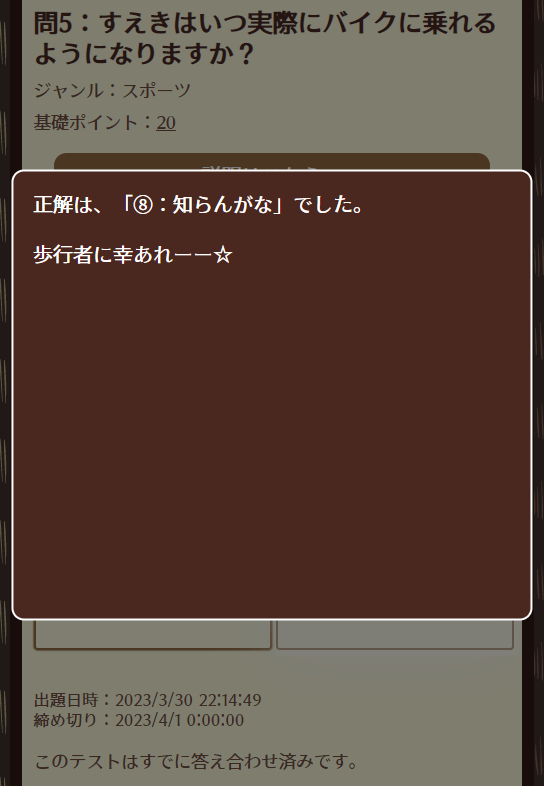 問5：すえきはいつ実際にバイクに乗れる
ようになりますか？
ジャンル：スポーツ
基礎ポイント：20
正解は、「⑧：知らんがな」でした。
歩行者に幸あれーー☆
出題日時：2023/3/30 22:14:49
締め切り：2023/4/1 0:00:00
このテストはすでに答え合わせ済みです。